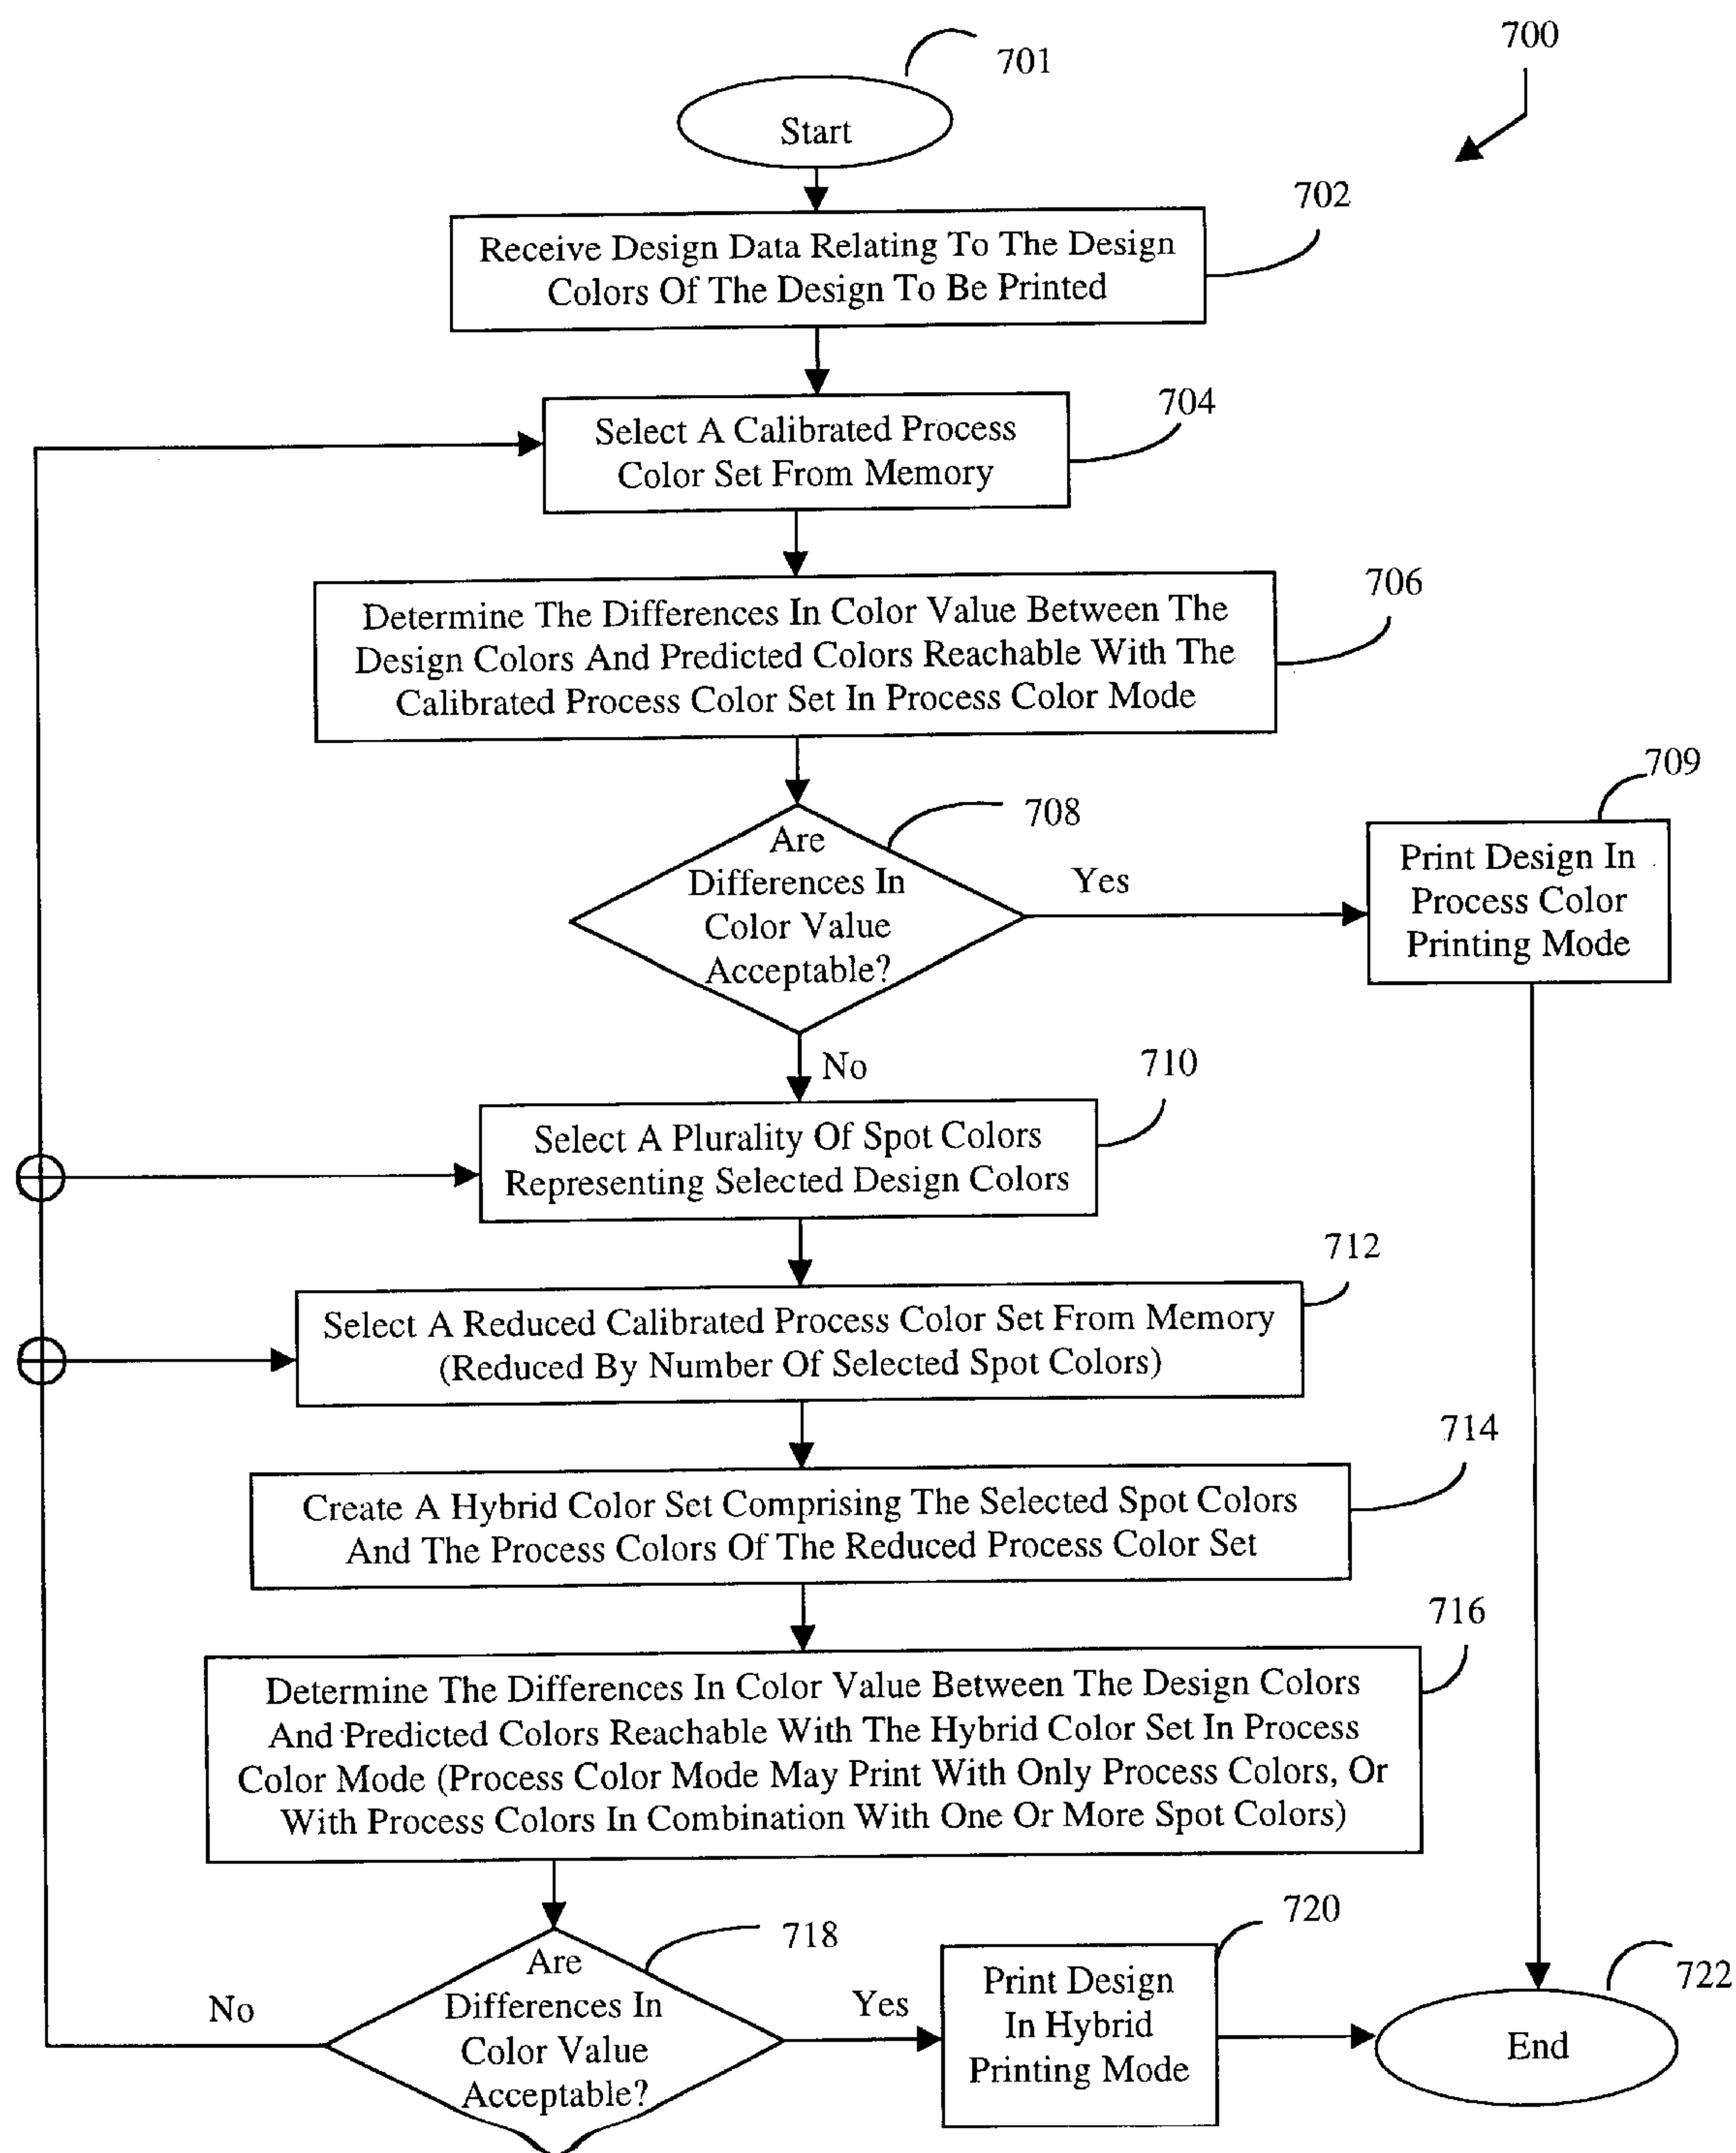 700
701
Start
702
Receive Design Data Relating To The Design
Colors Of The Design To Be Printed
704
Select A Calibrated Process
Color Set From Memory
706
Determine The Differences In Color Value Between The
Design Colors And Predicted Colors Reachable With The
Calibrated Process Color Set In Process Color Mode
708
Are
Differences In
Color Value
Acceptable?
Yes
709
Print Design In
Process Color
Printing Mode
No
710
Select A Plurality Of Spot Colors
Representing Selected Design Colors
712
Select A Reduced Calibrated Process Color Set From Memory
(Reduced By Number Of Selected Spot Colors)
714
Create A Hybrid Color Set Comprising The Selected Spot Colors
And The Process Colors Of The Reduced Process Color Set
716
Determine The Differences In Color Value Between The Design Colors
And Predicted Colors Reachable With The Hybrid Color Set In Process
Color Mode (Process Color Mode May Print With Only Process Colors, Or
With Process Colors In Combination With One Or More Spot Colors)
718
Are
Differences In
Color Value
Acceptable?
No
Yes
720
Print Design
In Hybrid
Printing Mode
722
End